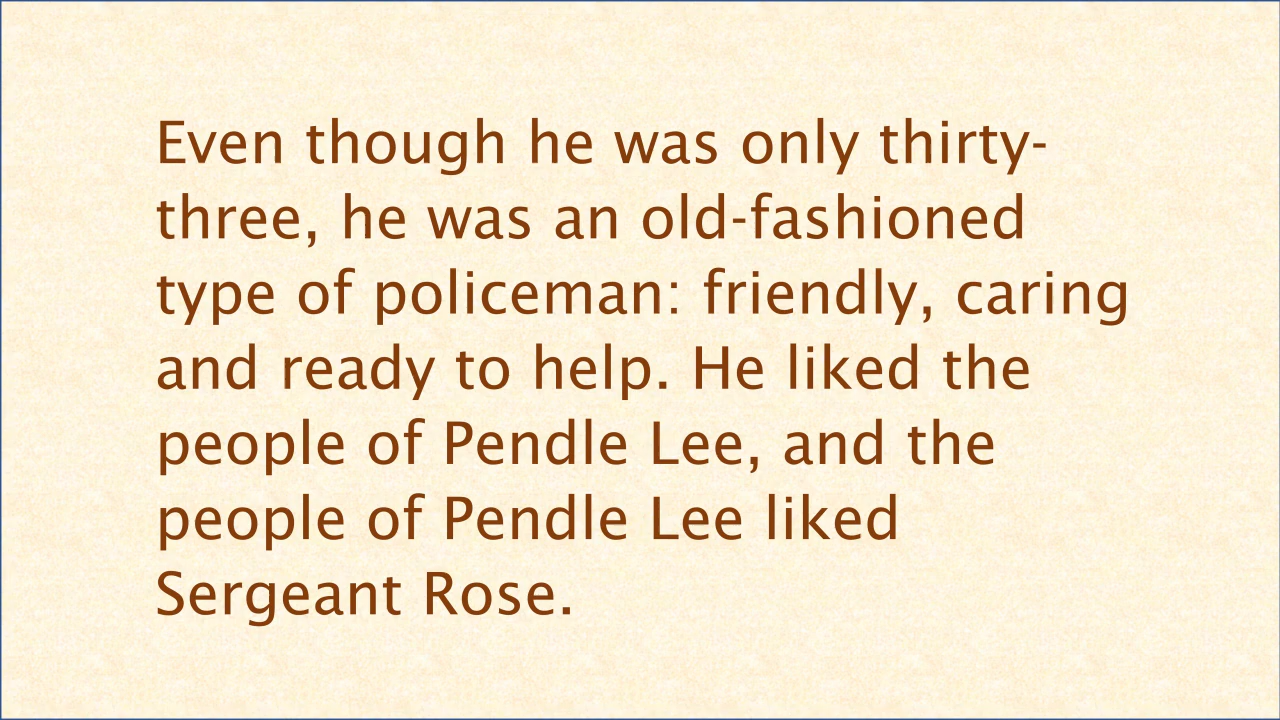 Even though he was only thirty-
three, he was an old-fashioned
type of policeman: friendly, caring
and ready to help. He liked the
people of Pendle Lee, and the
people of Pendle Lee liked
Sergeant Rose.